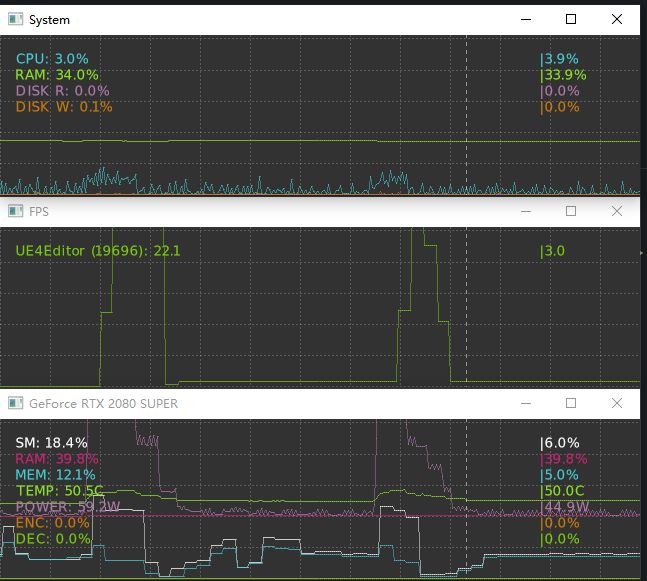 System
CPU: 3.0% |3.9%
RAM: 34.0% |33.9%
DISK R: 0.0% |0.0%
DISK W: 0.1% |0.0%
FPS
UE4Editor (19696): 22.1 |3.0
GeForce RTX 2080 SUPER
SM: 18.4% |6.0%
RAM: 39.8% |39.8%
MEM: 12.1% |5.0%
TEMP: 50.5C |50.0C
POWER: 59.2W |44.9W
ENC: 0.0% |0.0%
DEC: 0.0% |0.0%